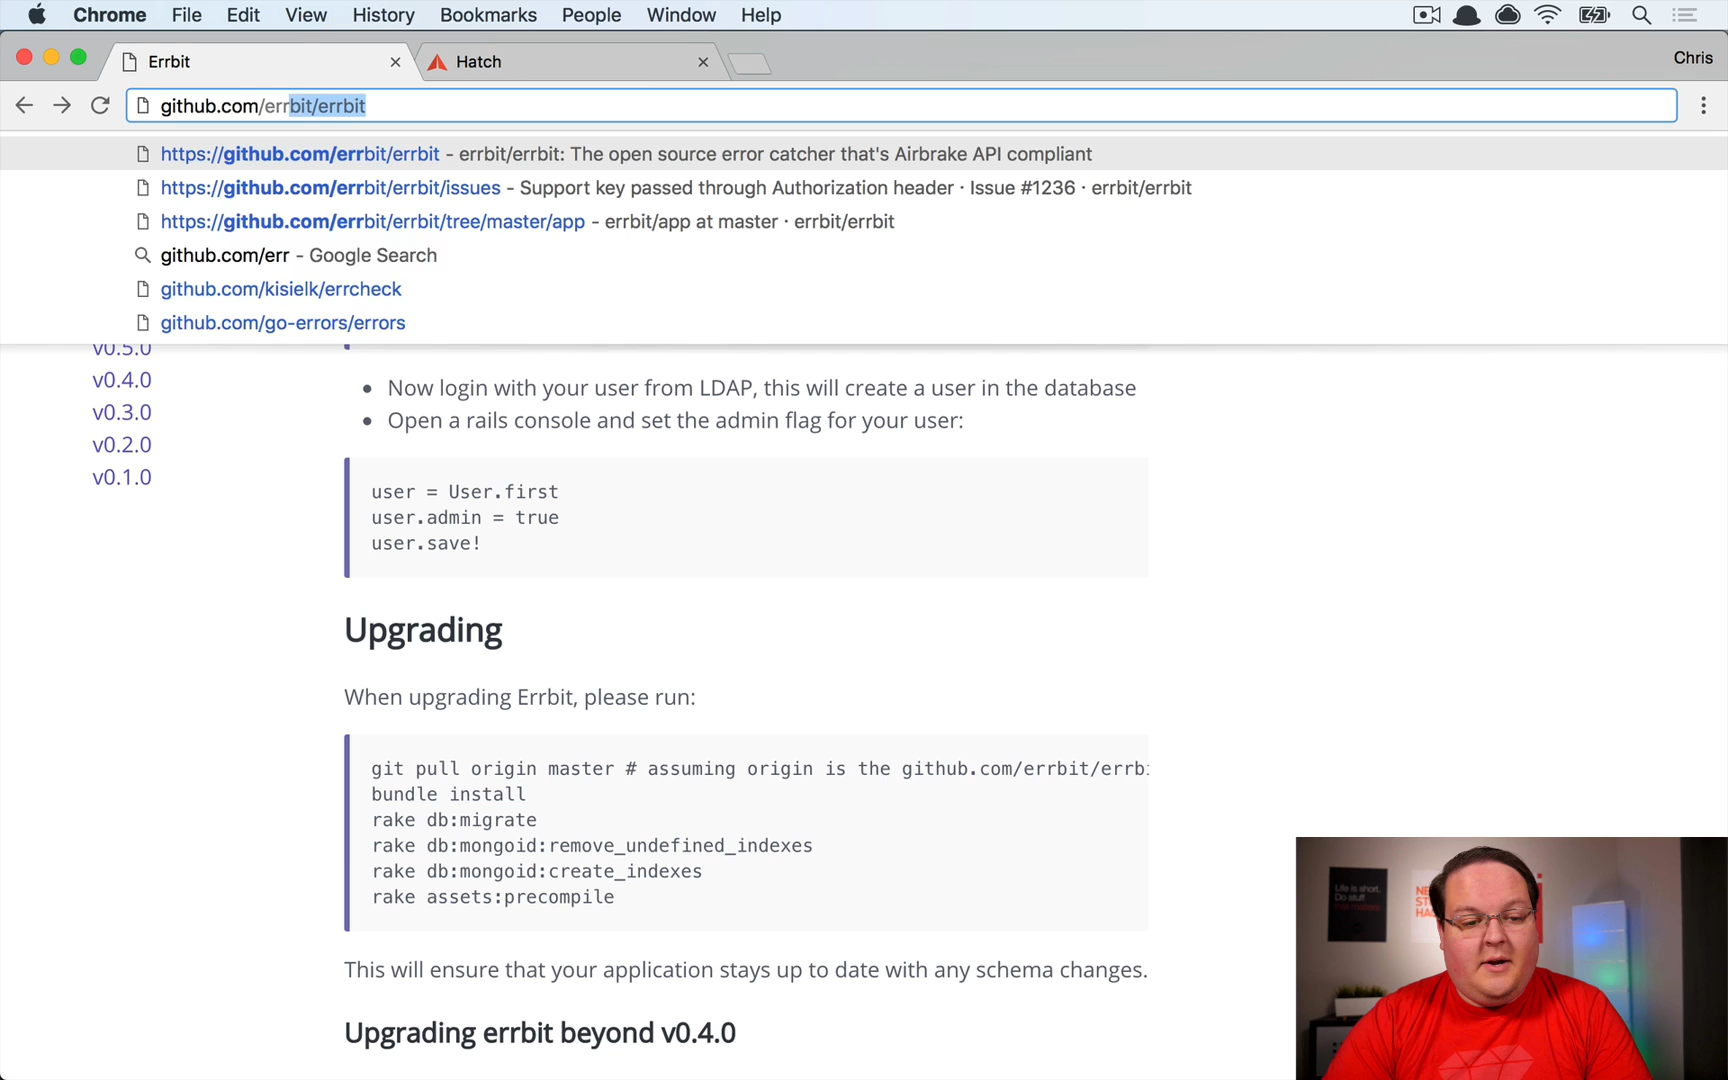 Chrome File Edit View History Bookmarks People Window Help
Errbit
Hatch
Chris
github.com/errbit/errbit
https://github.com/errbit/errbit - errbit/errbit: The open source error catcher that's Airbrake API compliant
https://github.com/errbit/errbit/issues - Support key passed through Authorization header · Issue #1236 · errbit/errbit
https://github.com/errbit/errbit/tree/master/app - errbit/app at master · errbit/errbit
github.com/err - Google Search
github.com/kisielk/errcheck
github.com/go-errors/errors
v0.5.0
v0.4.0
v0.3.0
v0.2.0
v0.1.0
• Now login with your user from LDAP, this will create a user in the database
• Open a rails console and set the admin flag for your user:
user = User.first
user.admin = true
user.save!
Upgrading
When upgrading Errbit, please run:
git pull origin master # assuming origin is the github.com/errbit/errbi
bundle install
rake db:migrate
rake db:mongoid:remove_undefined_indexes
rake db:mongoid:create_indexes
rake assets:precompile
This will ensure that your application stays up to date with any schema changes.
Upgrading errbit beyond v0.4.0
Life is short.
Do stuff